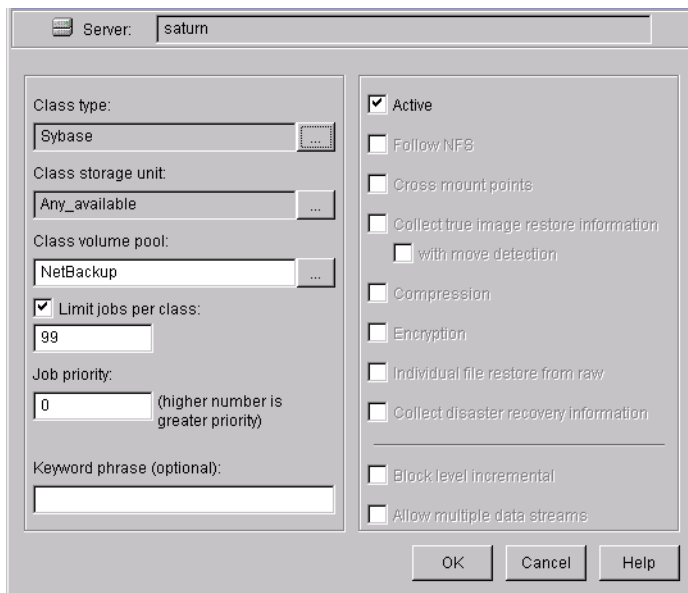 Server: saturn
Class type:
Sybase ...
Class storage unit:
Any_available ...
Class volume pool:
NetBackup ...
Limit jobs per class:
99
Job priority:
0 (higher number is
greater priority)
Keyword phrase (optional):
Active
Follow NFS
Cross mount points
Collect true image restore information
with move detection
Compression
Encryption
Individual file restore from raw
Collect disaster recovery information
Block level incremental
Allow multiple data streams
OK Cancel Help